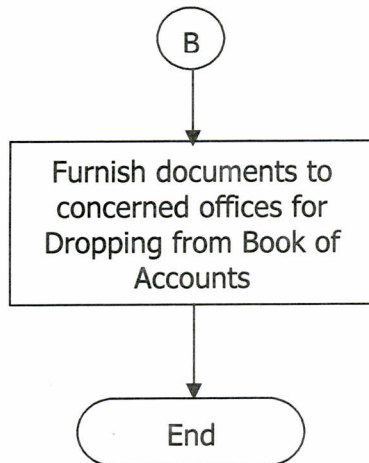 B
Furnish documents to
concerned offices for
Dropping from Book of
Accounts
End